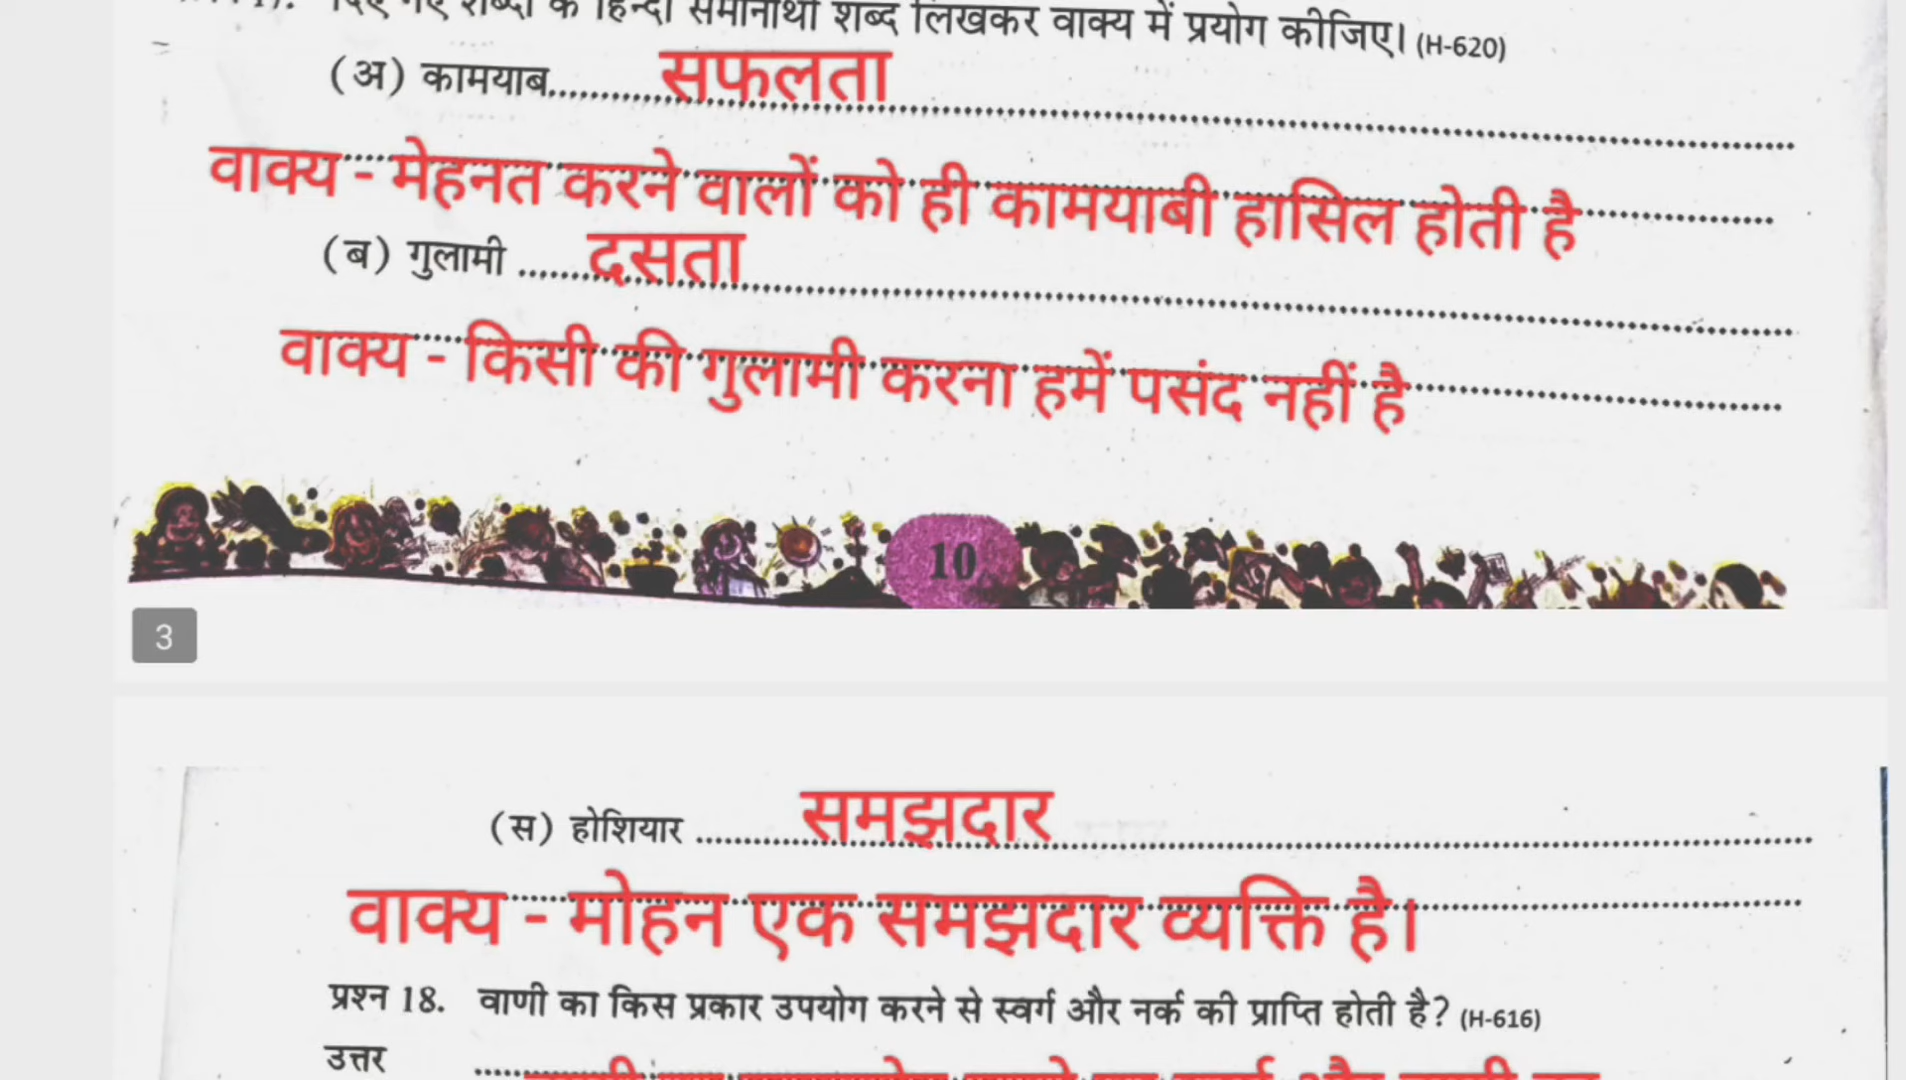 दिए गए शब्दों के हिन्दी समानार्थी शब्द लिखकर वाक्य में प्रयोग कीजिए। (H-620)
(अ) कामयाब.... सफलता
वाक्य - मेहनत करने वालों को ही कामयाबी हासिल होती है
(ब) गुलामी .... दसता
वाक्य - किसी की गुलामी करना हमें पसंद नहीं है
10
3
(स) होशियार .... समझदार
वाक्य - मोहन एक समझदार व्यक्ति है।
प्रश्न 18. वाणी का किस प्रकार उपयोग करने से स्वर्ग और नर्क की प्राप्ति होती है? (H-616)
उत्तर